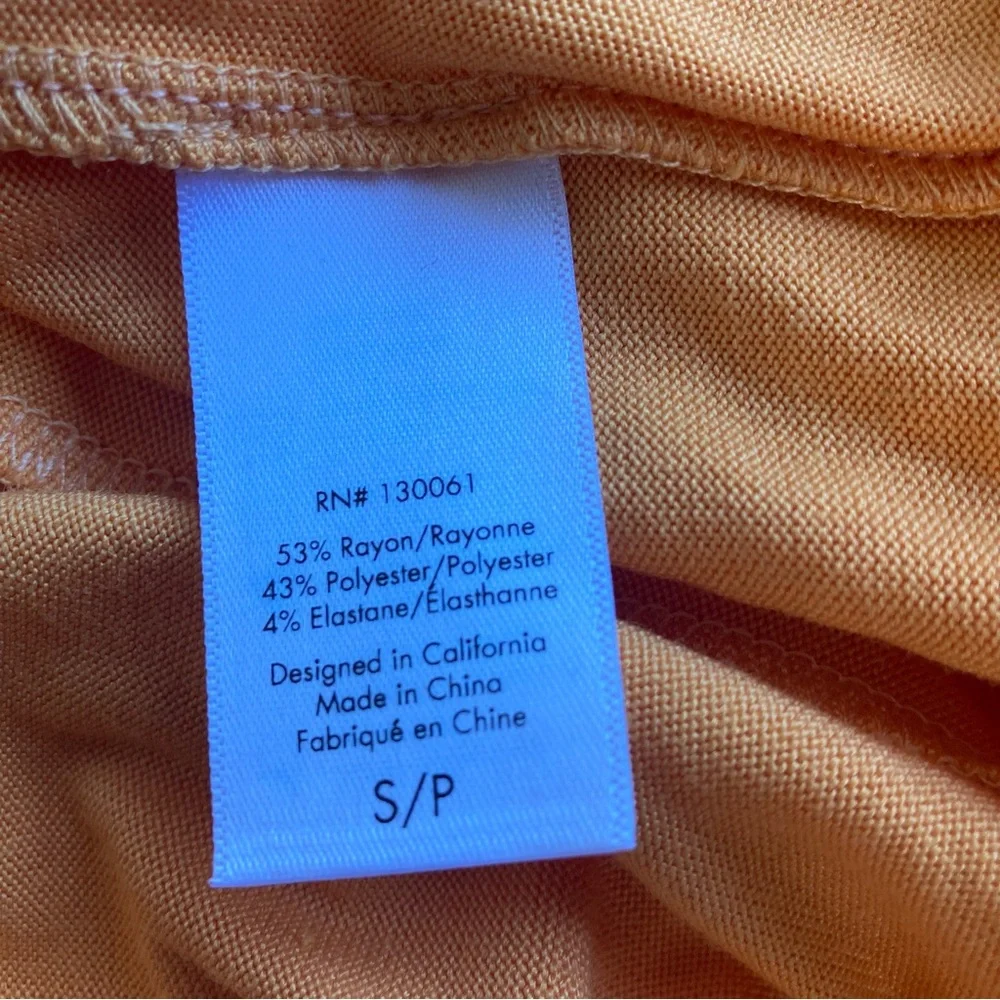 RN# 130061
53% Rayon/Rayonne
43% Polyester/Polyester
4% Elastane/Élasthanne
Designed in California
Made in China
Fabriqué en Chine
S/P